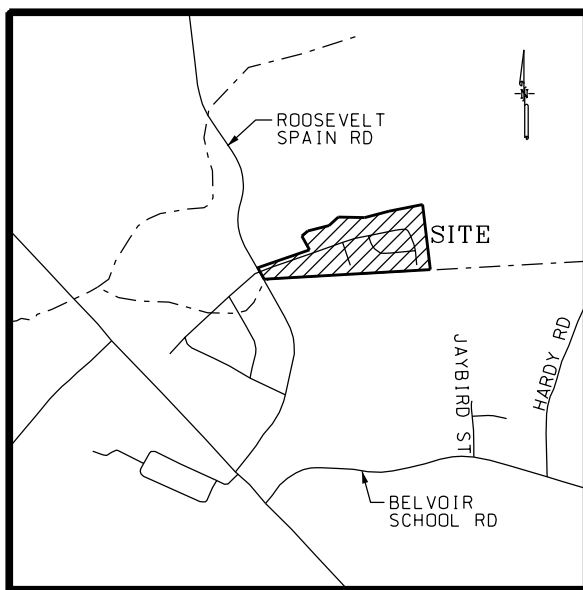 ROOSEVELT
SPAIN RD
N
SITE
JAYBIRD ST
HARDY RD
BELVOIR
SCHOOL RD